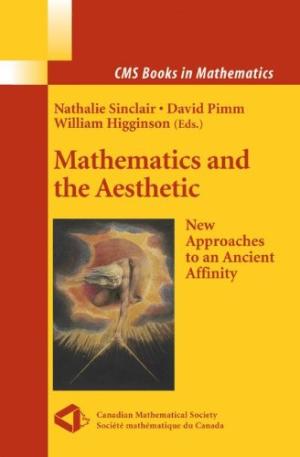 CMS Books in Mathematics
Nathalie Sinclair • David Pimm
William Higginson (Eds.)
Mathematics and
the Aesthetic
New
Approaches
to an Ancient
Affinity
Canadian Mathematical Society
Société mathématique du Canada